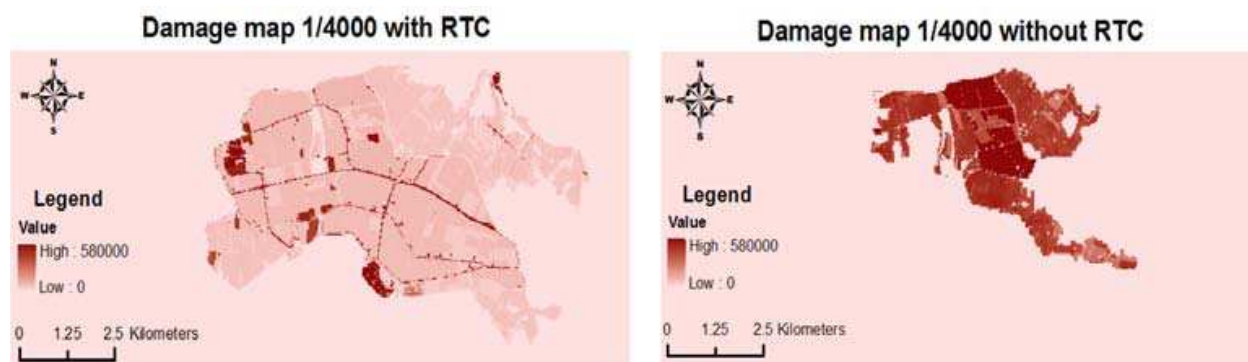 Damage map 1/4000 with RTC
N
W E
S
Legend
Value
High : 580000
Low : 0
0 1.25 2.5 Kilometers
Damage map 1/4000 without RTC
N
W E
S
Legend
Value
High : 580000
Low : 0
0 1.25 2.5 Kilometers